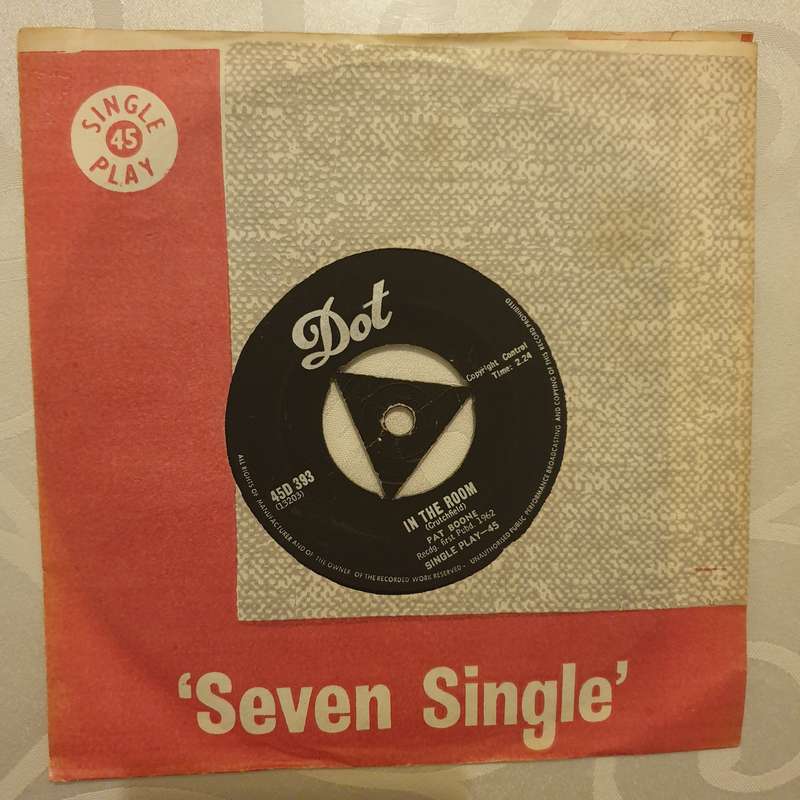 SINGLE
45
PLAY
Dot
Copyright Control
Time: 2.24
45D 393
(13203)
IN THE ROOM
(Crutchfield)
PAT BOONE
Recdg. first Pubd. 1962
SINGLE PLAY—45
ALL RIGHTS OF MANUFACTURER AND OF THE OWNER OF THE RECORDED WORK RESERVED. UNAUTHORISED PUBLIC PERFORMANCE BROADCASTING AND COPYING OF THIS RECORD PROHIBITED
‘Seven Single’